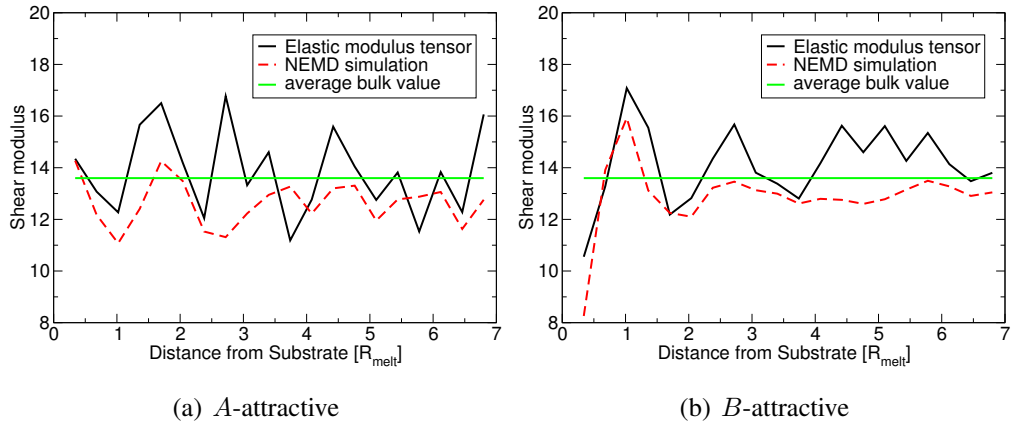 20
18
16
14
12
10
8
Shear modulus
Elastic modulus tensor
NEMD simulation
average bulk value
0 1 2 3 4 5 6 7
Distance from Substrate [R_melt]
(a) A-attractive
20
18
16
14
12
10
8
Shear modulus
Elastic modulus tensor
NEMD simulation
average bulk value
0 1 2 3 4 5 6 7
Distance from Substrate [R_melt]
(b) B-attractive